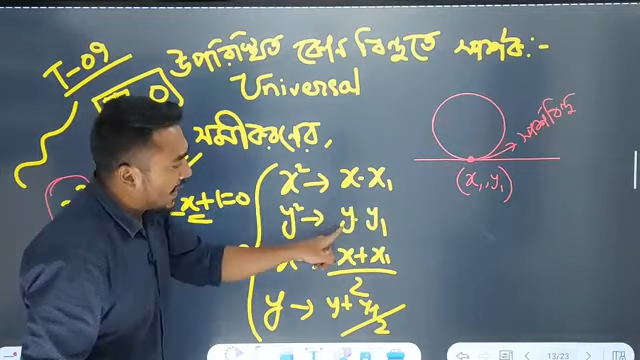 T-09
উপরিস্থিত কোন বিন্দুতে স্পর্শক:-
Universal
সমীকরণের,
x+1=0
x² → x·x₁
y² → y·y₁
x+x₁/2
y → y+y₁/2
স্পর্শবিন্দু
(x₁,y₁)
13/23